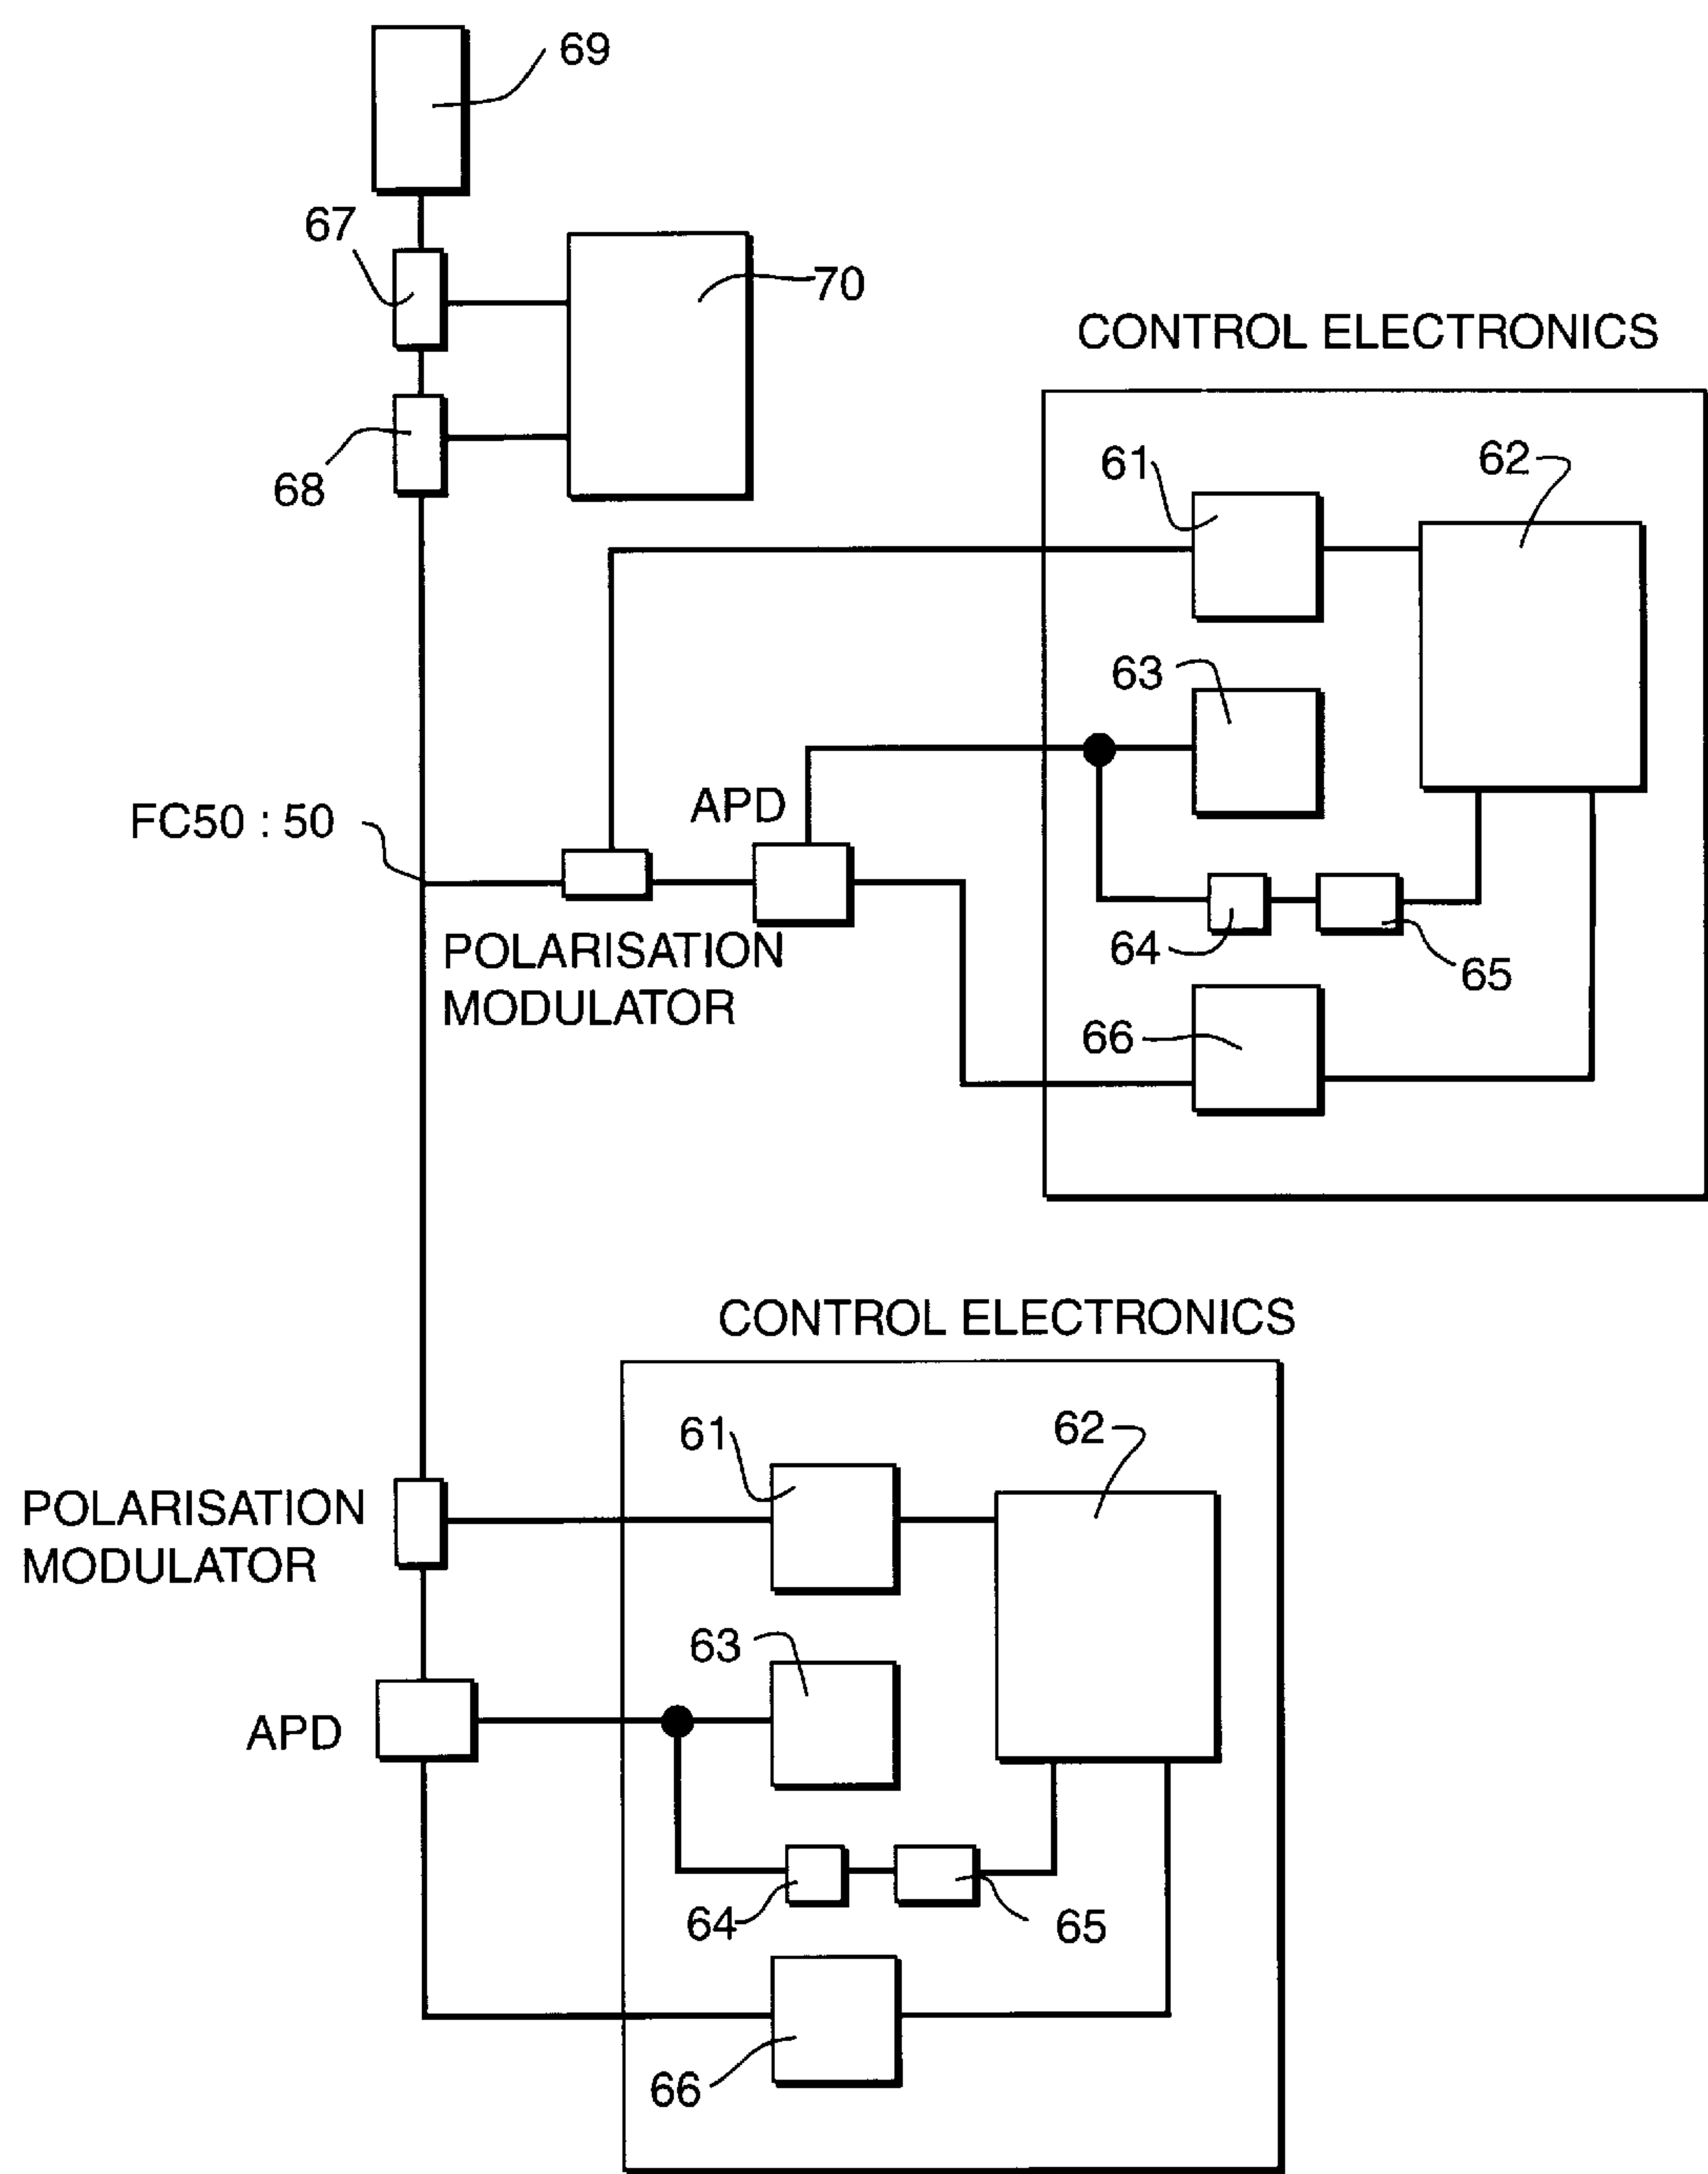 69
67
70
CONTROL ELECTRONICS
68
61
62
63
APD
FC50 : 50
64
65
POLARISATION
MODULATOR
66
CONTROL ELECTRONICS
61
62
POLARISATION
MODULATOR
63
APD
64
65
66